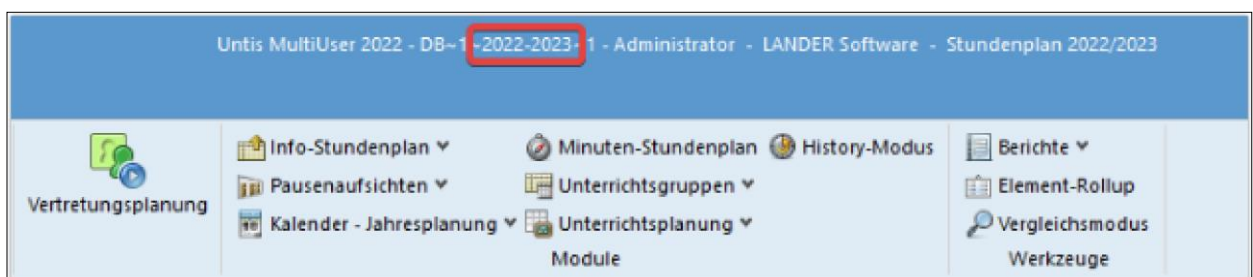 Untis MultiUser 2022 - DB~1~2022-2023~1 - Administrator - LANDER Software - Stundenplan 2022/2023
Vertretungsplanung
Info-Stundenplan
Pausenaufsichten
Kalender - Jahresplanung
Minuten-Stundenplan
Unterrichtsgruppen
Unterrichtsplanung
History-Modus
Module
Berichte
Element-Rollup
Vergleichsmodus
Werkzeuge